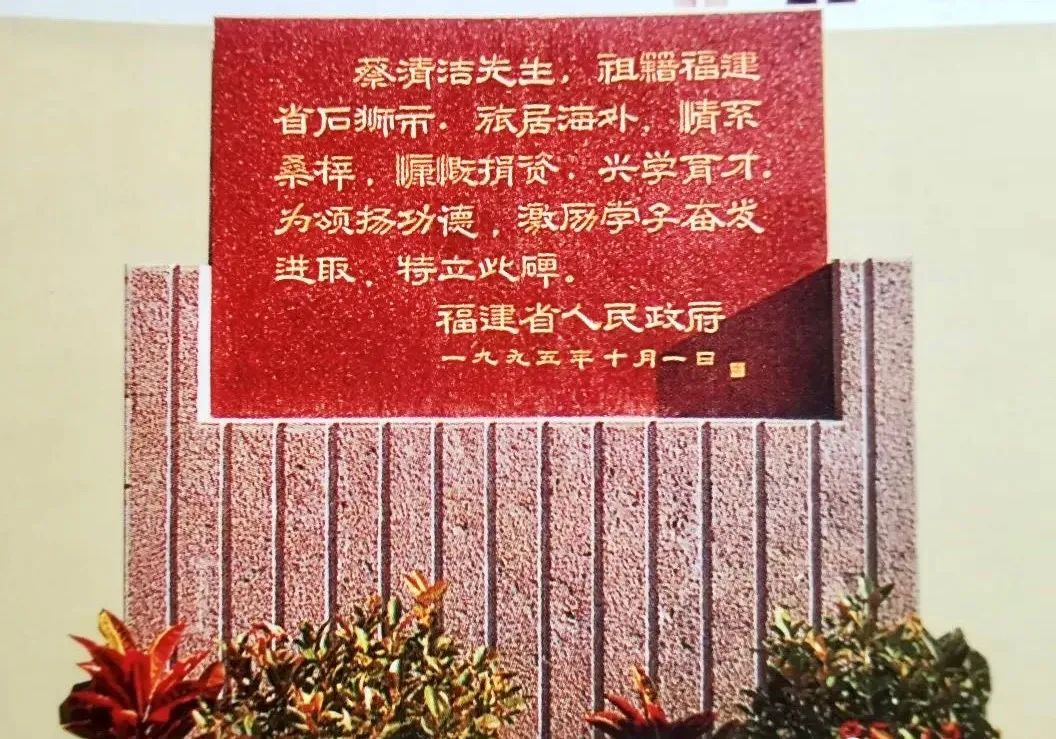 蔡清洁先生，祖籍福建
省石狮市．旅居海外，情系
桑梓，慷慨捐资．兴学育才．
为颂扬功德，激励学子奋发
进取，特立此碑。
福建省人民政府
一九九五年十月一日